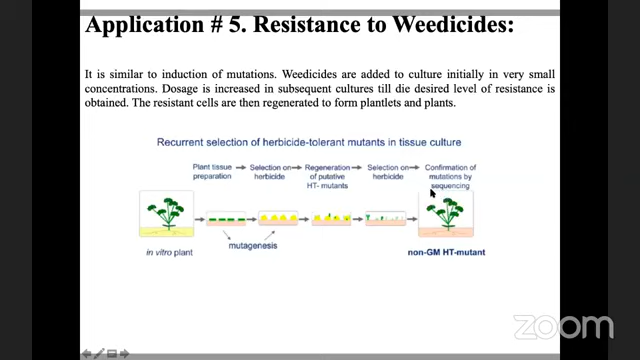 Application # 5. Resistance to Weedicides:
It is similar to induction of mutations. Weedicides are added to culture initially in very small
concentrations. Dosage is increased in subsequent cultures till die desired level of resistance is
obtained. The resistant cells are then regenerated to form plantlets and plants.
Recurrent selection of herbicide-tolerant mutants in tissue culture
Plant tissue preparation
Selection on herbicide
Regeneration of putative HT- mutants
Selection on herbicide
Confirmation of mutations by sequencing
mutagenesis
in vitro plant
non-GM HT-mutant
zoom